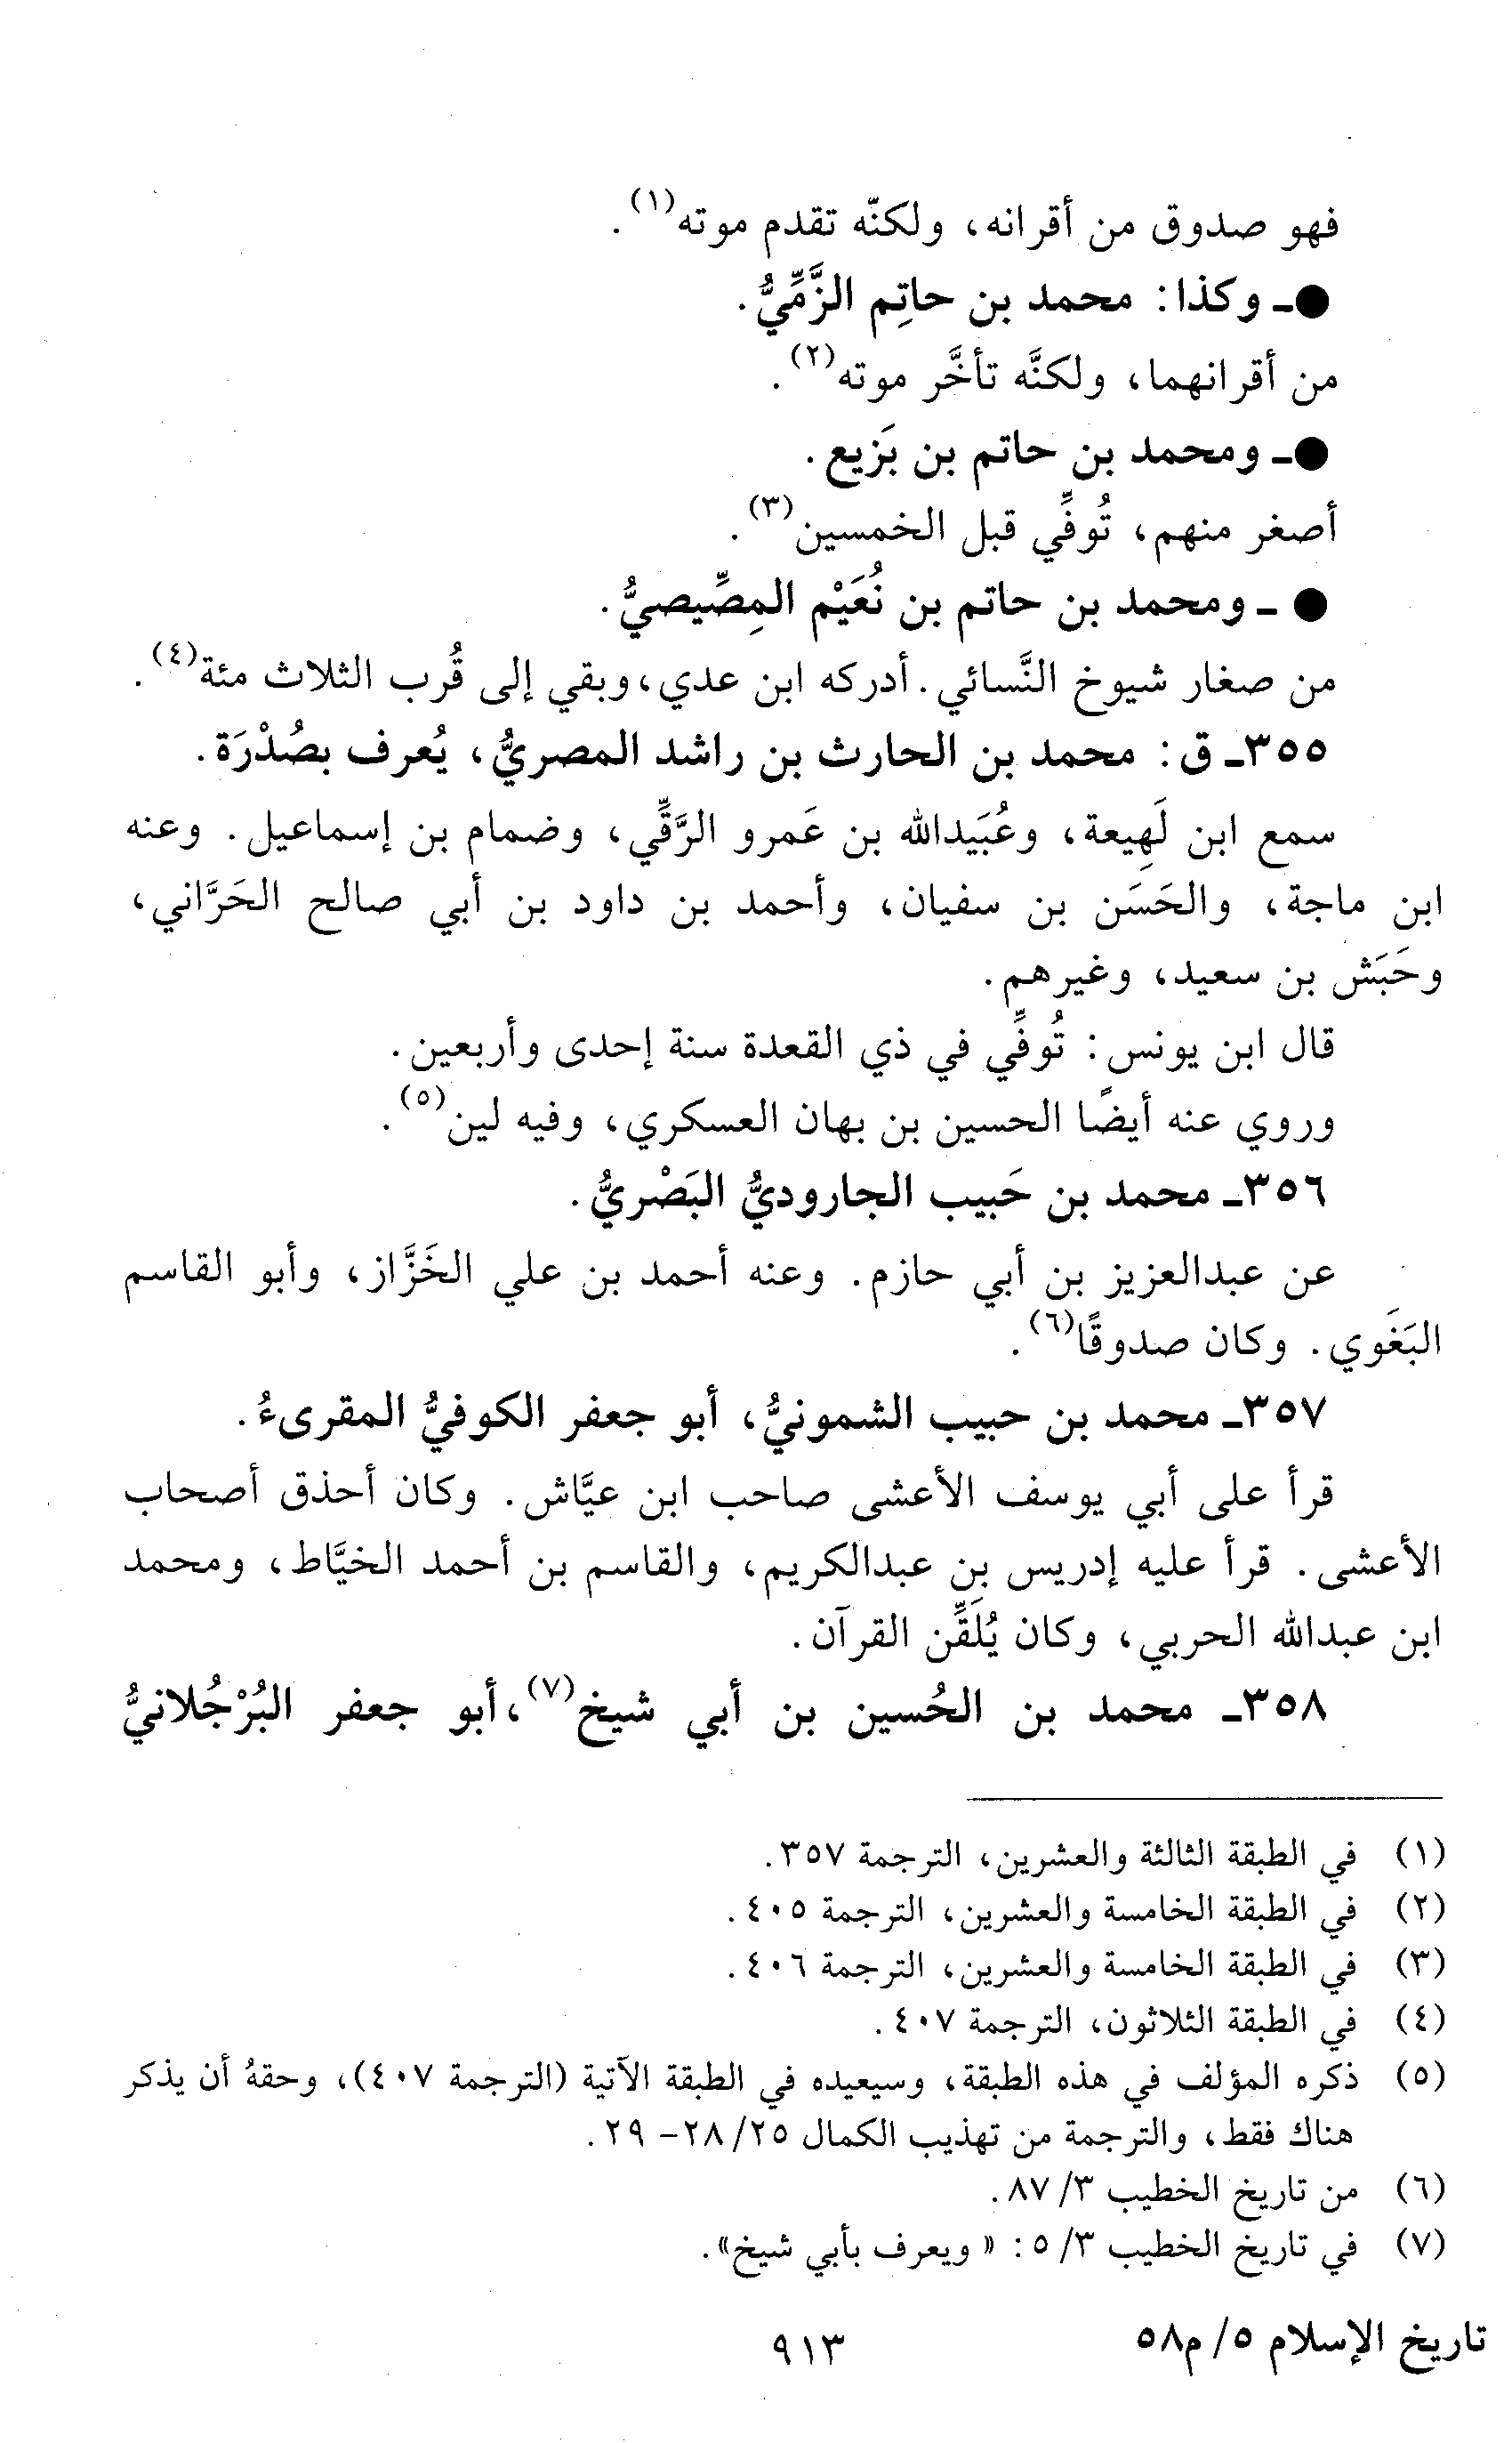 فهو صدوق من أقرانه، ولكنّه تقدم موته(١).
●ـ وكذا: محمد بن حاتِم الزَّمِّيُّ.
من أقرانهما، ولكنَّه تأخَّر موته(٢).
●ـ ومحمد بن حاتم بن بَزيع.
أصغر منهم، تُوفِّي قبل الخمسين(٣).
● ـ ومحمد بن حاتم بن نُعَيْم المِصِّيصيُّ.
من صغار شيوخ النَّسائي. أدركه ابن عدي، وبقي إلى قُرب الثلاث مئة(٤).
٣٥٥ـ ق: محمد بن الحارث بن راشد المصريُّ، يُعرف بصُدْرَة.
سمع ابن لَهِيعة، وعُبَيدالله بن عَمرو الرَّقِّي، وضمام بن إسماعيل. وعنه
ابن ماجة، والحَسَن بن سفيان، وأحمد بن داود بن أبي صالح الحَرَّاني،
وحَبَش بن سعيد، وغيرهم.
قال ابن يونس: تُوفِّي في ذي القعدة سنة إحدى وأربعين.
وروي عنه أيضًا الحسين بن بهان العسكري، وفيه لين(٥).
٣٥٦ـ محمد بن حَبيب الجاروديُّ البَصْريُّ.
عن عبدالعزيز بن أبي حازم. وعنه أحمد بن علي الخَزَّاز، وأبو القاسم
البَغَوي. وكان صدوقًا(٦).
٣٥٧ـ محمد بن حبيب الشمونيُّ، أبو جعفر الكوفيُّ المقرىءُ.
قرأ على أبي يوسف الأعشى صاحب ابن عيَّاش. وكان أحذق أصحاب
الأعشى. قرأ عليه إدريس بن عبدالكريم، والقاسم بن أحمد الخيَّاط، ومحمد
ابن عبدالله الحربي، وكان يُلَقِّن القرآن.
٣٥٨ـ محمد بن الحُسين بن أبي شيخ(٧)، أبو جعفر البُرْجُلانيُّ
(١) في الطبقة الثالثة والعشرين، الترجمة ٣٥٧.
(٢) في الطبقة الخامسة والعشرين، الترجمة ٤٠٥.
(٣) في الطبقة الخامسة والعشرين، الترجمة ٤٠٦.
(٤) في الطبقة الثلاثون، الترجمة ٤٠٧.
(٥) ذكره المؤلف في هذه الطبقة، وسيعيده في الطبقة الآتية (الترجمة ٤٠٧)، وحقهُ أن يذكر
هناك فقط، والترجمة من تهذيب الكمال ٢٥/ ٢٨- ٢٩.
(٦) من تاريخ الخطيب ٣/ ٨٧.
(٧) في تاريخ الخطيب ٣/ ٥: « ويعرف بأبي شيخ».
تاريخ الإسلام ٥/ م٥٨
٩١٣